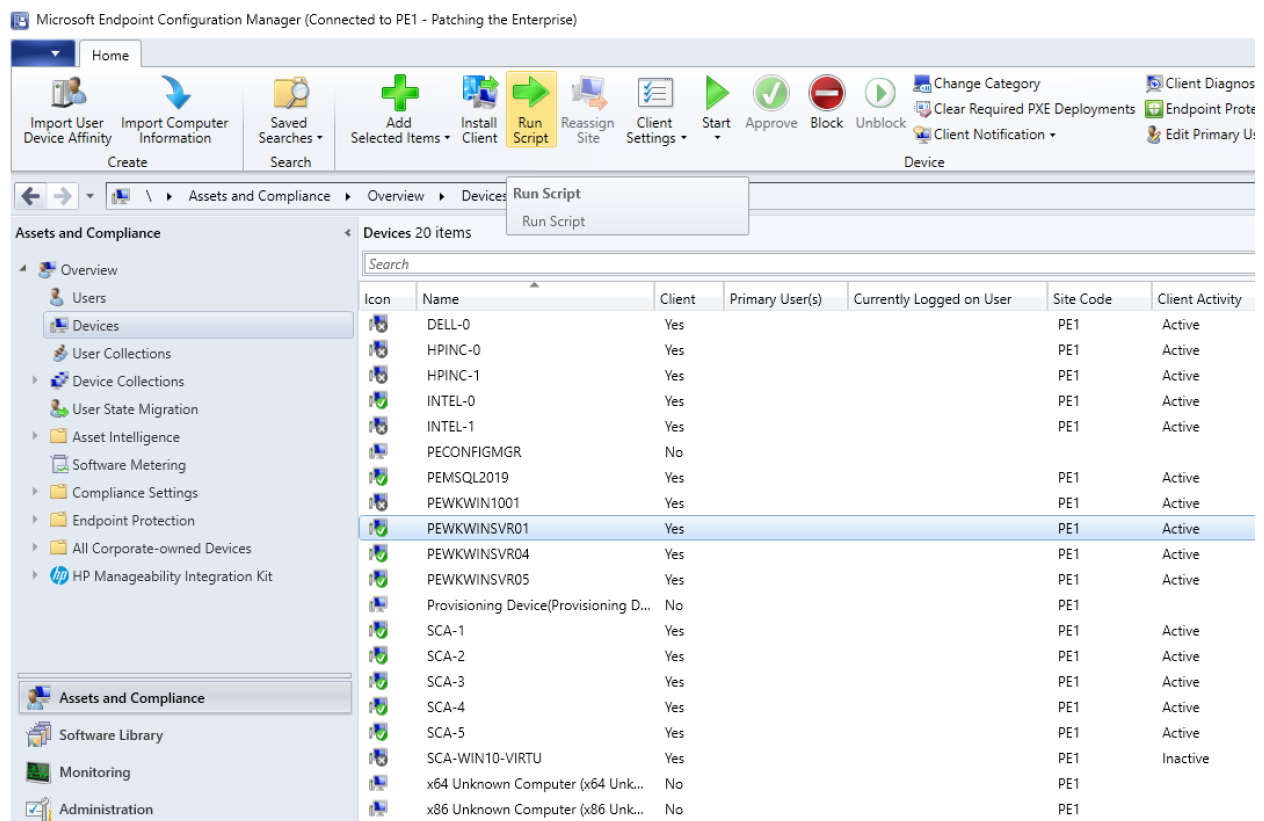 Microsoft Endpoint Configuration Manager (Connected to PE1 - Patching the Enterprise)
Home
Import User Device Affinity
Import Computer Information
Create
Saved Searches
Search
Add Selected Items
Install Client
Run Script
Reassign Site
Client Settings
Start
Approve
Block
Unblock
Change Category
Clear Required PXE Deployments
Client Notification
Device
Client Diagnos
Endpoint Prote
Edit Primary Us
\ Assets and Compliance Overview Devices
Run Script
Run Script
Assets and Compliance
Overview
Users
Devices
User Collections
Device Collections
User State Migration
Asset Intelligence
Software Metering
Compliance Settings
Endpoint Protection
All Corporate-owned Devices
HP Manageability Integration Kit
Assets and Compliance
Software Library
Monitoring
Administration
Devices 20 items
Search
Icon Name Client Primary User(s) Currently Logged on User Site Code Client Activity
DELL-0 Yes PE1 Active
HPINC-0 Yes PE1 Active
HPINC-1 Yes PE1 Active
INTEL-0 Yes PE1 Active
INTEL-1 Yes PE1 Active
PECONFIGMGR No
PEMSQL2019 Yes PE1 Active
PEWKWIN1001 Yes PE1 Active
PEWKWINSVR01 Yes PE1 Active
PEWKWINSVR04 Yes PE1 Active
PEWKWINSVR05 Yes PE1 Active
Provisioning Device(Provisioning D... No PE1
SCA-1 Yes PE1 Active
SCA-2 Yes PE1 Active
SCA-3 Yes PE1 Active
SCA-4 Yes PE1 Active
SCA-5 Yes PE1 Active
SCA-WIN10-VIRTU Yes PE1 Inactive
x64 Unknown Computer (x64 Unk... No PE1
x86 Unknown Computer (x86 Unk... No PE1